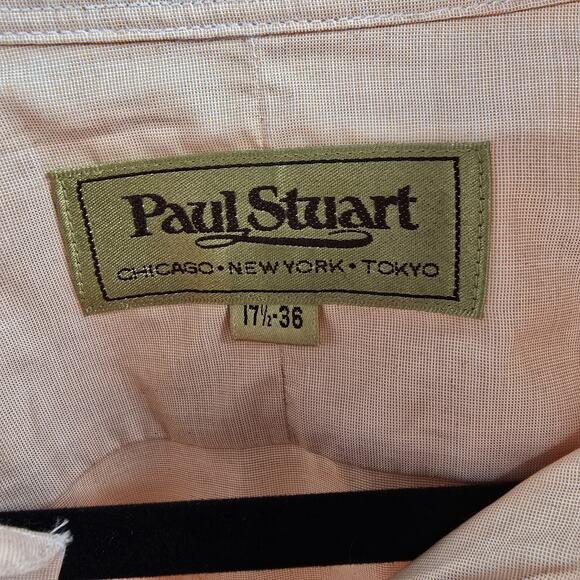 Paul Stuart
CHICAGO • NEW YORK • TOKYO
17½-36